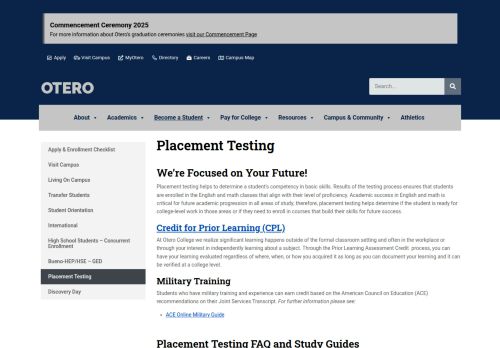 Commencement Ceremony 2025
For more information about Otero's graduation ceremonies visit our Commencement Page
Apply Visit Campus MyOtero Directory Careers Campus Map
OTERO
Search...
About Academics Become a Student Pay for College Resources Campus & Community Athletics
Apply & Enrollment Checklist
Visit Campus
Living On Campus
Transfer Students
Student Orientation
International
High School Students – Concurrent
Enrollment
Bueno-HEP/HSE – GED
Placement Testing
Discovery Day
Placement Testing
We're Focused on Your Future!
Placement testing helps to determine a student's competency in basic skills. Results of the testing process ensures that students
are enrolled in the English and math classes that align with their level of proficiency. Academic success in English and math is
critical for future academic progression in all areas of study, therefore, placement testing helps determine if the student is ready for
college-level work in those areas or if they need to enroll in courses that build their skills for future success.
Credit for Prior Learning (CPL)
At Otero College we realize significant learning happens outside of the formal classroom setting and often in the workplace or
through your interest in independently learning about a subject. Through the Prior Learning Assessment Credit  process, you can
have your learning evaluated regardless of where, when, or how you acquired it as long as you can document your learning and it can
be verified at a college level.
Military Training
Students who have military training and experience can earn credit based on the American Council on Education (ACE)
recommendations on their Joint Services Transcript. For further information please see:
ACE Online Military Guide
Placement Testing FAQ and Study Guides